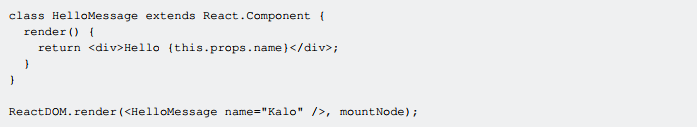 class HelloMessage extends React.Component {
  render() {
    return <div>Hello {this.props.name}</div>;
  }
}

ReactDOM.render(<HelloMessage name="Kalo" />, mountNode);